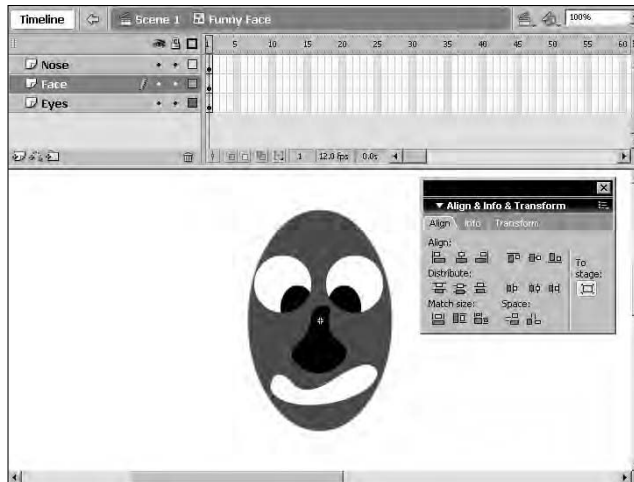 Timeline Scene 1 Funny Face 100%
1 5 10 15 20 25 30 35 40 45 50 55 60
Nose
Face
Eyes
1 12.0 fps 0.0s
Align & Info & Transform
Align Info Transform
Align:
To stage:
Distribute:
Match size: Space: